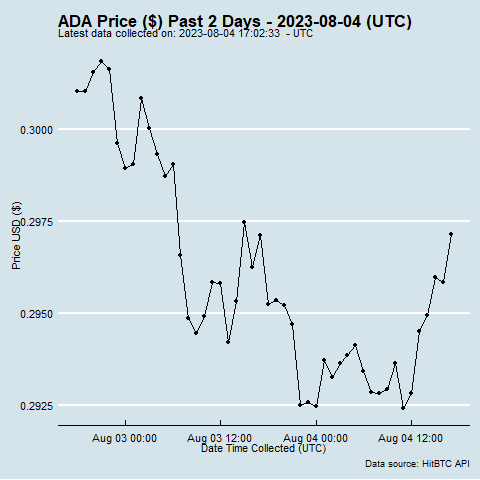 ADA Price ($) Past 2 Days - 2023-08-04 (UTC)
Latest data collected on: 2023-08-04 17:02:33 - UTC
0.3000
0.2975
0.2950
0.2925
Price USD ($)
Aug 03 00:00 Aug 03 12:00 Aug 04 00:00 Aug 04 12:00
Date Time Collected (UTC)
Data source: HitBTC API